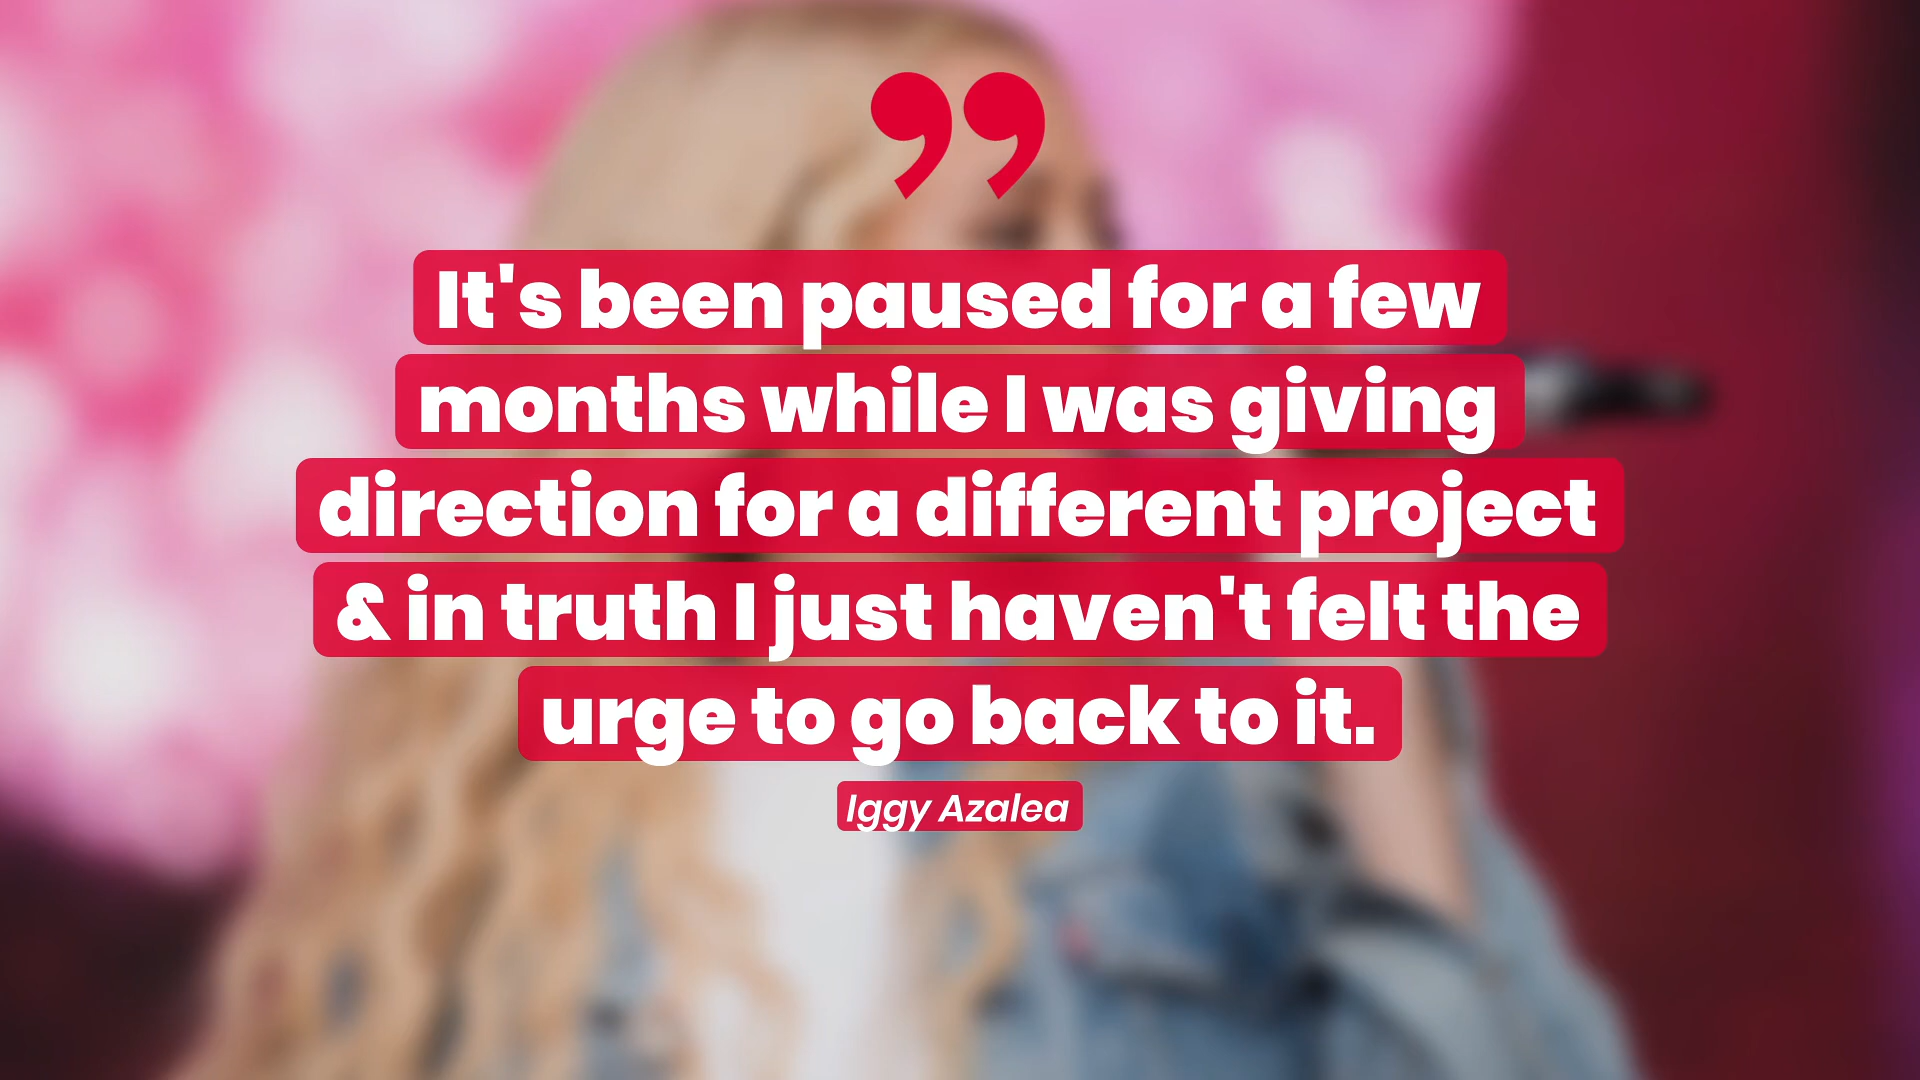 ”
It's been paused for a few
months while I was giving
direction for a different project
& in truth I just haven't felt the
urge to go back to it.
Iggy Azalea